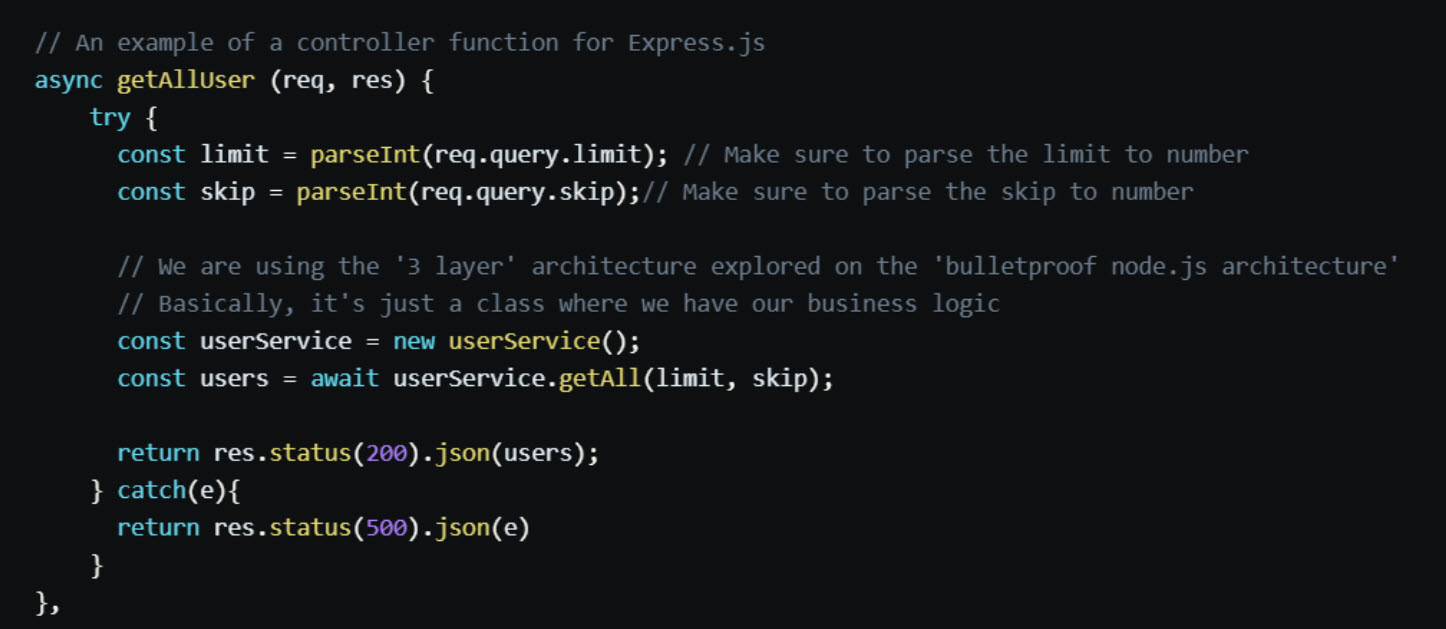 // An example of a controller function for Express.js
async getAllUser (req, res) {
    try {
      const limit = parseInt(req.query.limit); // Make sure to parse the limit to number
      const skip = parseInt(req.query.skip);// Make sure to parse the skip to number

      // We are using the '3 layer' architecture explored on the 'bulletproof node.js architecture'
      // Basically, it's just a class where we have our business logic
      const userService = new userService();
      const users = await userService.getAll(limit, skip);

      return res.status(200).json(users);
    } catch(e){
      return res.status(500).json(e)
    }
},